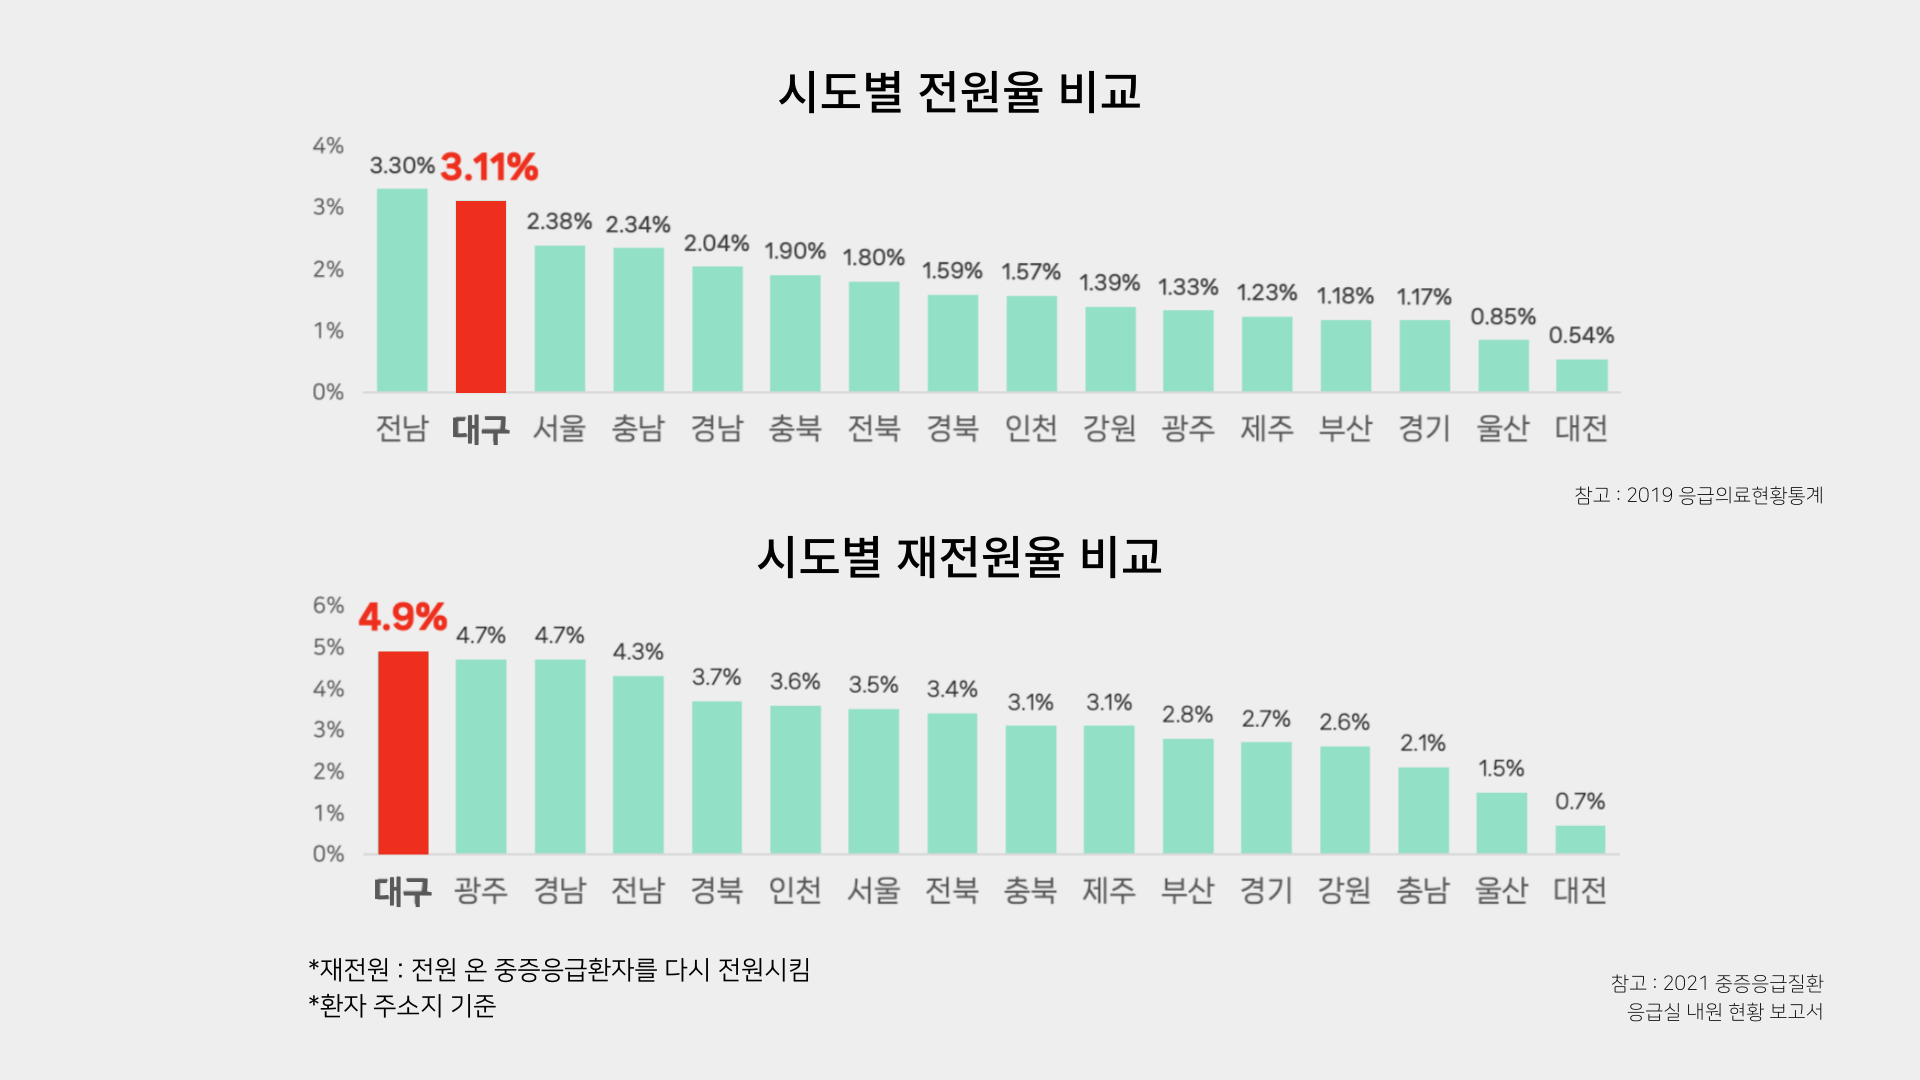 시도별 전원율 비교
4%
3%
2%
1%
0%
3.30% 3.11% 2.38% 2.34% 2.04% 1.90% 1.80% 1.59% 1.57% 1.39% 1.33% 1.23% 1.18% 1.17% 0.85% 0.54%
전남 대구 서울 충남 경남 충북 전북 경북 인천 강원 광주 제주 부산 경기 울산 대전
참고 : 2019 응급의료현황통계
시도별 재전원율 비교
6%
5%
4%
3%
2%
1%
0%
4.9% 4.7% 4.7% 4.3% 3.7% 3.6% 3.5% 3.4% 3.1% 3.1% 2.8% 2.7% 2.6% 2.1% 1.5% 0.7%
대구 광주 경남 전남 경북 인천 서울 전북 충북 제주 부산 경기 강원 충남 울산 대전
*재전원 : 전원 온 중증응급환자를 다시 전원시킴
*환자 주소지 기준
참고 : 2021 중증응급질환
응급실 내원 현황 보고서